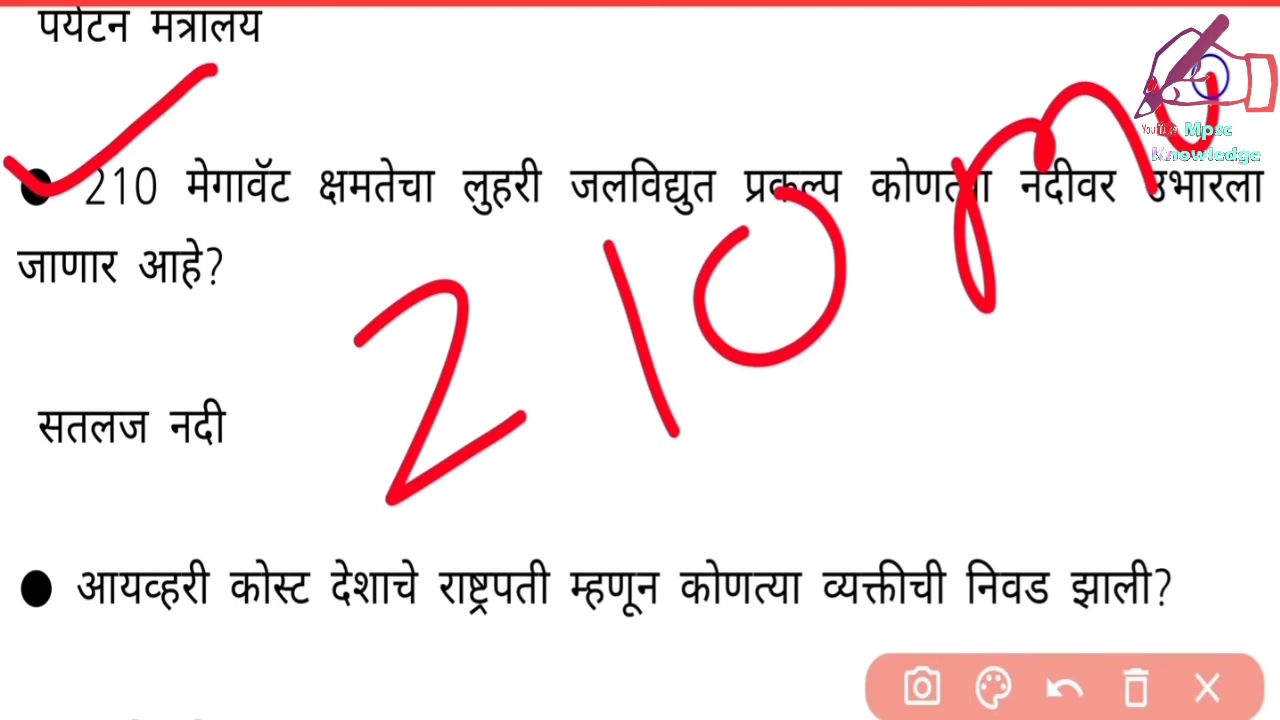 पर्यटन मंत्रालय
210 मेगावॅट क्षमतेचा लुहरी जलविद्युत प्रकल्प कोणत्या नदीवर उभारला
जाणार आहे?
210 m
सतलज नदी
आयव्हरी कोस्ट देशाचे राष्ट्रपती म्हणून कोणत्या व्यक्तीची निवड झाली?
YouTube Mpsc
Knowledge